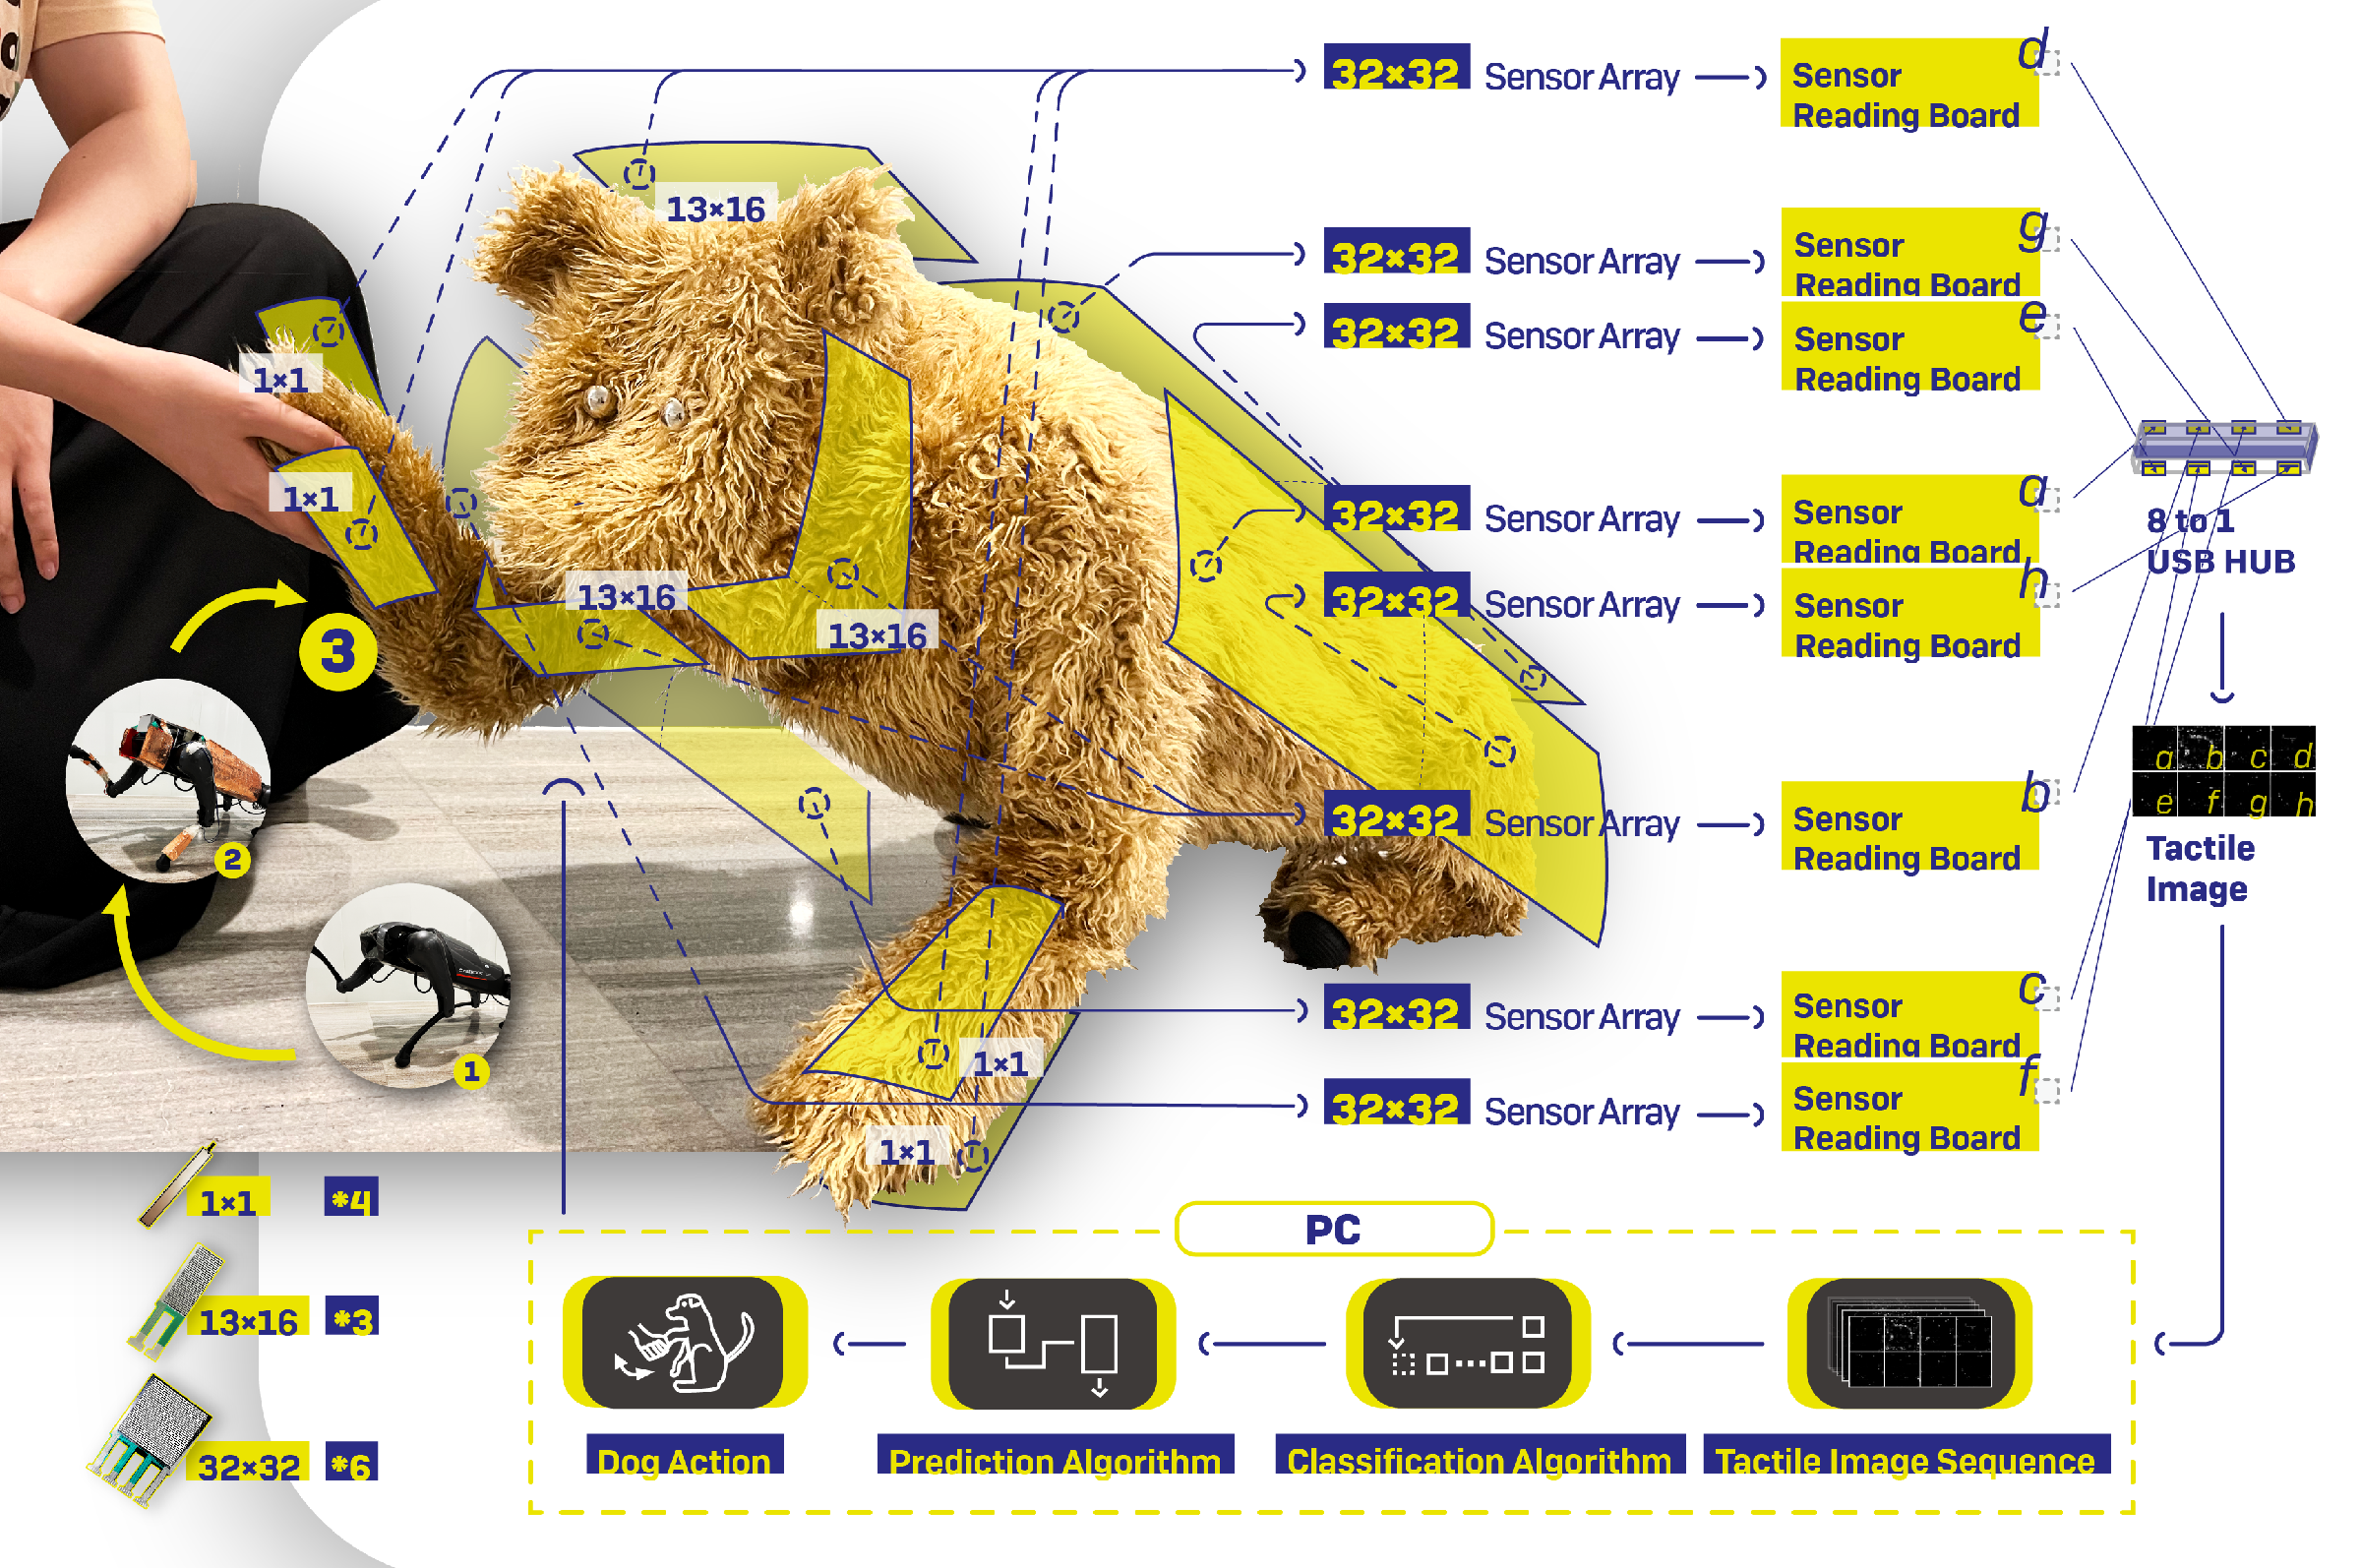 32×32 Sensor Array
Sensor
Reading Board
d
13×16
32×32 Sensor Array
Sensor
Reading Board
g
32×32 Sensor Array
Sensor
Reading Board
e
1×1
1×1
32×32 Sensor Array
Sensor
Reading Board
a
8 to 1
USB HUB
13×16
13×16
32×32 Sensor Array
Sensor
Reading Board
h
3
32×32 Sensor Array
Sensor
Reading Board
b
a b c d
e f g h
Tactile
Image
2
32×32 Sensor Array
Sensor
Reading Board
c
1
1×1
32×32 Sensor Array
Sensor
Reading Board
f
1×1
1×1 *4
13×16 *3
32×32 *6
PC
Dog Action
Prediction Algorithm
Classification Algorithm
Tactile Image Sequence